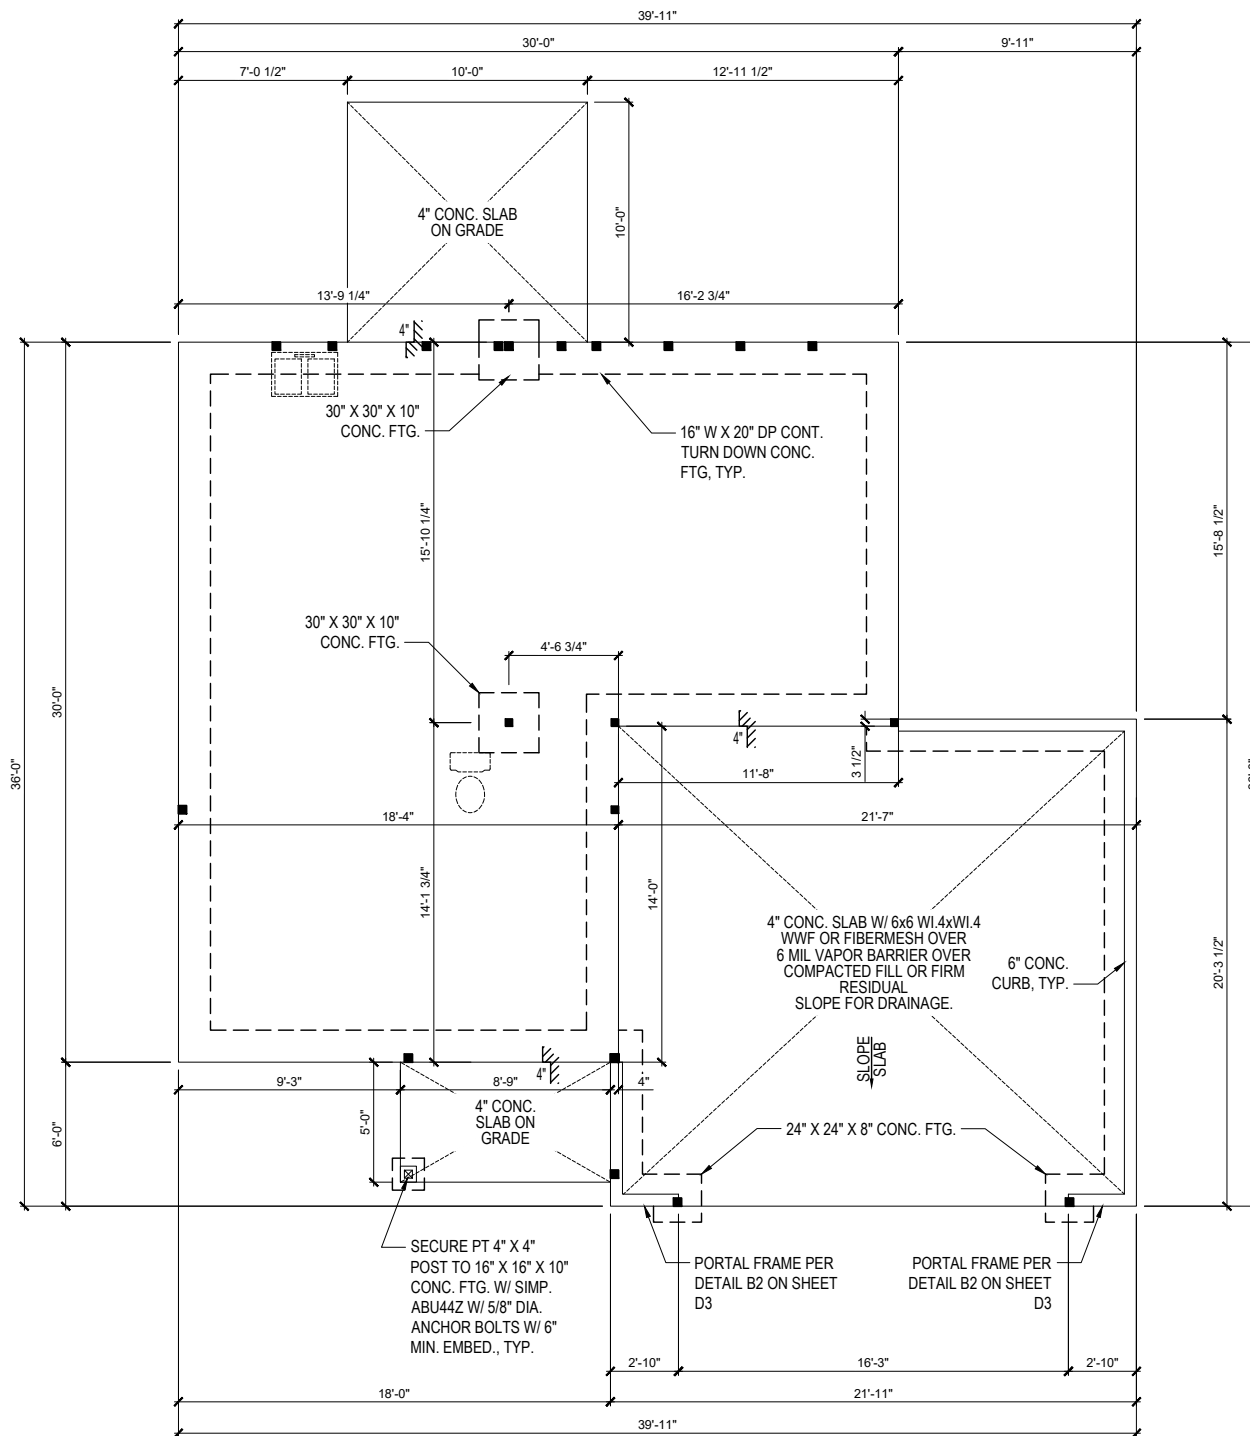 39'-11"
30'-0"
9'-11"
7'-0 1/2"
10'-0"
12'-11 1/2"
4" CONC. SLAB
ON GRADE
10'-0"
13'-9 1/4"
16'-2 3/4"
4"
30" X 30" X 10"
CONC. FTG.
16" W X 20" DP CONT.
TURN DOWN CONC.
FTG, TYP.
15'-10 1/4"
15'-8 1/2"
30" X 30" X 10"
CONC. FTG.
4'-6 3/4"
30'-0"
36'-0"
4"
3 1/2"
11'-8"
18'-4"
21'-7"
14'-1 3/4"
14'-0"
4" CONC. SLAB W/ 6x6 WI.4xWI.4
WWF OR FIBERMESH OVER
6 MIL VAPOR BARRIER OVER
COMPACTED FILL OR FIRM
RESIDUAL
SLOPE FOR DRAINAGE.
6" CONC.
CURB, TYP.
20'-3 1/2"
SLOPE
SLAB
4"
9'-3"
8'-9"
4"
6'-0"
5'-0"
4" CONC.
SLAB ON
GRADE
24" X 24" X 8" CONC. FTG.
SECURE PT 4" X 4"
POST TO 16" X 16" X 10"
CONC. FTG. W/ SIMP.
ABU44Z W/ 5/8" DIA.
ANCHOR BOLTS W/ 6"
MIN. EMBED., TYP.
PORTAL FRAME PER
DETAIL B2 ON SHEET
D3
PORTAL FRAME PER
DETAIL B2 ON SHEET
D3
2'-10"
16'-3"
2'-10"
18'-0"
21'-11"
39'-11"